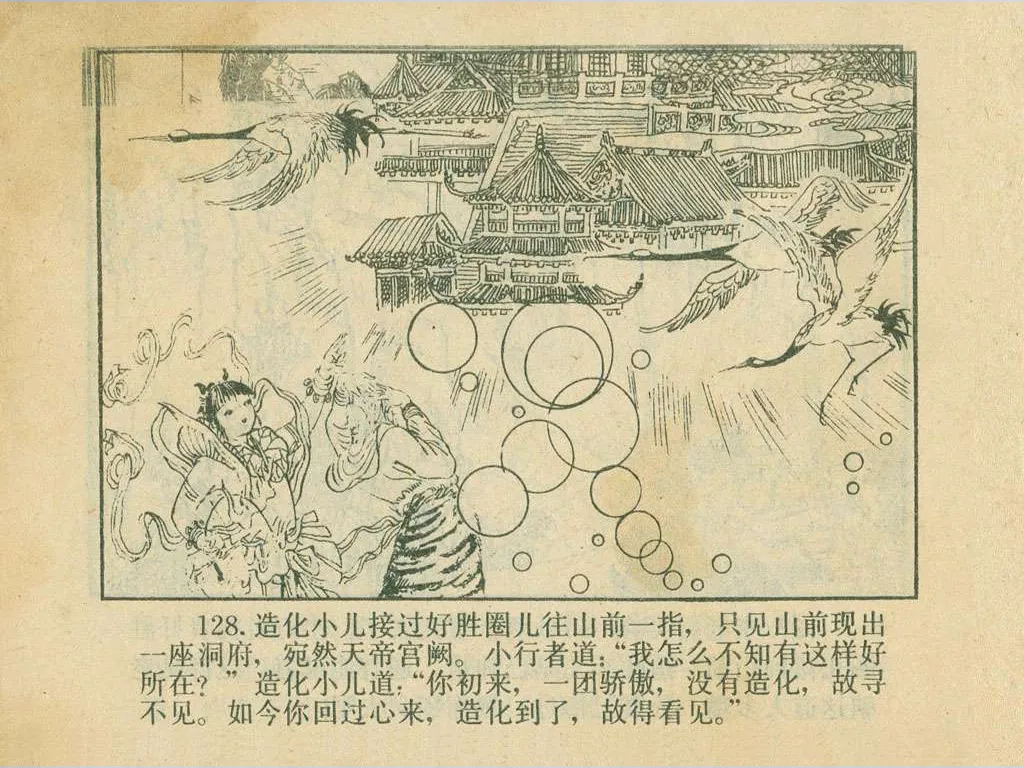 128. 造化小儿接过好胜圈儿往山前一指，只见山前现出
一座洞府，宛然天帝宫阙。小行者道：“我怎么不知有这样好
所在？”造化小儿道：“你初来，一团骄傲，没有造化，故寻
不见。如今你回过心来，造化到了，故得看见。”